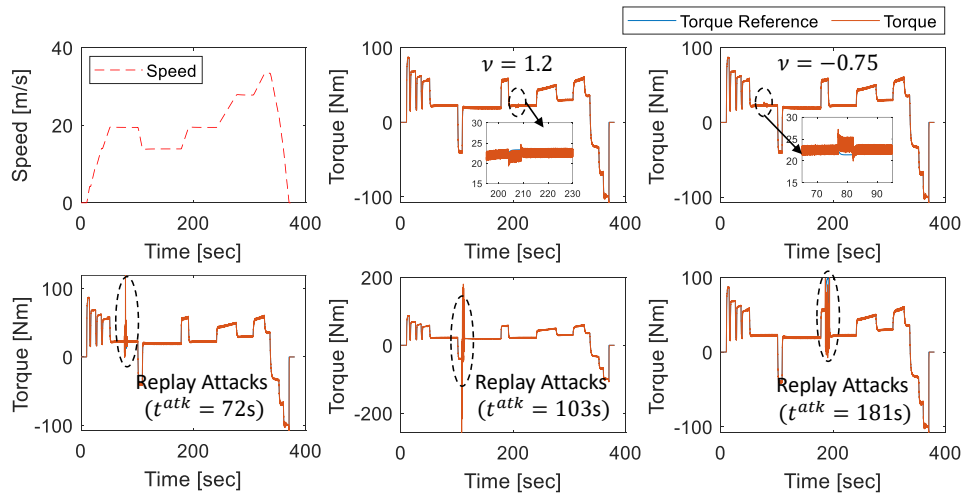 Torque Reference Torque
40
20
0
Speed [m/s]
Speed
0 200 400
Time [sec]
100
0
-100
Torque [Nm]
ν = 1.2
30
25
20
15
200 210 220 230
0 200 400
Time [sec]
100
0
-100
Torque [Nm]
ν = −0.75
30
25
20
15
70 80 90
0 200 400
Time [sec]
100
0
-100
Torque [Nm]
Replay Attacks
(t^atk = 72s)
0 200 400
Time [sec]
200
0
-200
Torque [Nm]
Replay Attacks
(t^atk = 103s)
0 200 400
Time [sec]
100
0
-100
Torque [Nm]
Replay Attacks
(t^atk = 181s)
0 200 400
Time [sec]